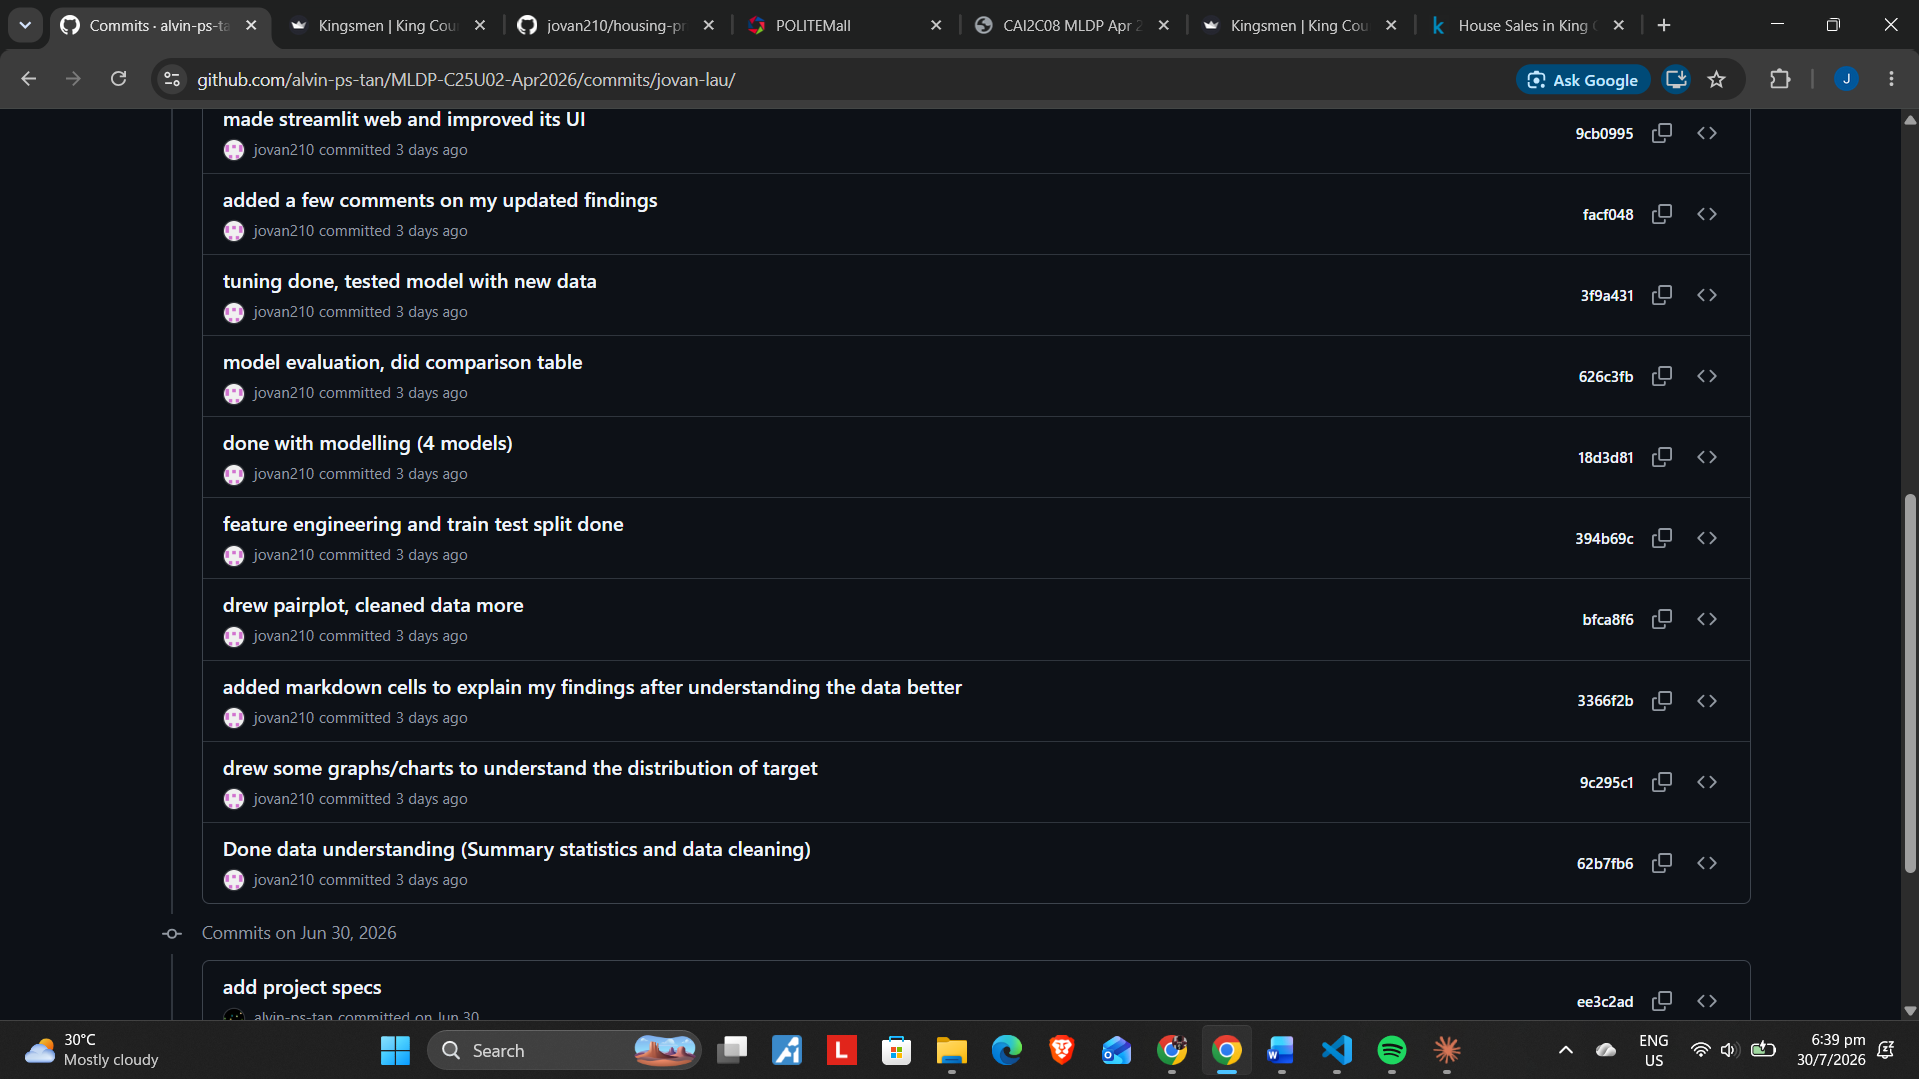 Commits · alvin-ps-ta
Kingsmen | King Cou
jovan210/housing-pr
POLITEMall
CAI2C08 MLDP Apr 2
Kingsmen | King Cou
House Sales in King
github.com/alvin-ps-tan/MLDP-C25U02-Apr2026/commits/jovan-lau/
Ask Google
J
made streamlit web and improved its UI
jovan210 committed 3 days ago
9cb0995
added a few comments on my updated findings
jovan210 committed 3 days ago
facf048
tuning done, tested model with new data
jovan210 committed 3 days ago
3f9a431
model evaluation, did comparison table
jovan210 committed 3 days ago
626c3fb
done with modelling (4 models)
jovan210 committed 3 days ago
18d3d81
feature engineering and train test split done
jovan210 committed 3 days ago
394b69c
drew pairplot, cleaned data more
jovan210 committed 3 days ago
bfca8f6
added markdown cells to explain my findings after understanding the data better
jovan210 committed 3 days ago
3366f2b
drew some graphs/charts to understand the distribution of target
jovan210 committed 3 days ago
9c295c1
Done data understanding (Summary statistics and data cleaning)
jovan210 committed 3 days ago
62b7fb6
Commits on Jun 30, 2026
add project specs
alvin-ps-tan committed on Jun 30
ee3c2ad
30°C
Mostly cloudy
Search
L
ENG
US
6:39 pm
30/7/2026